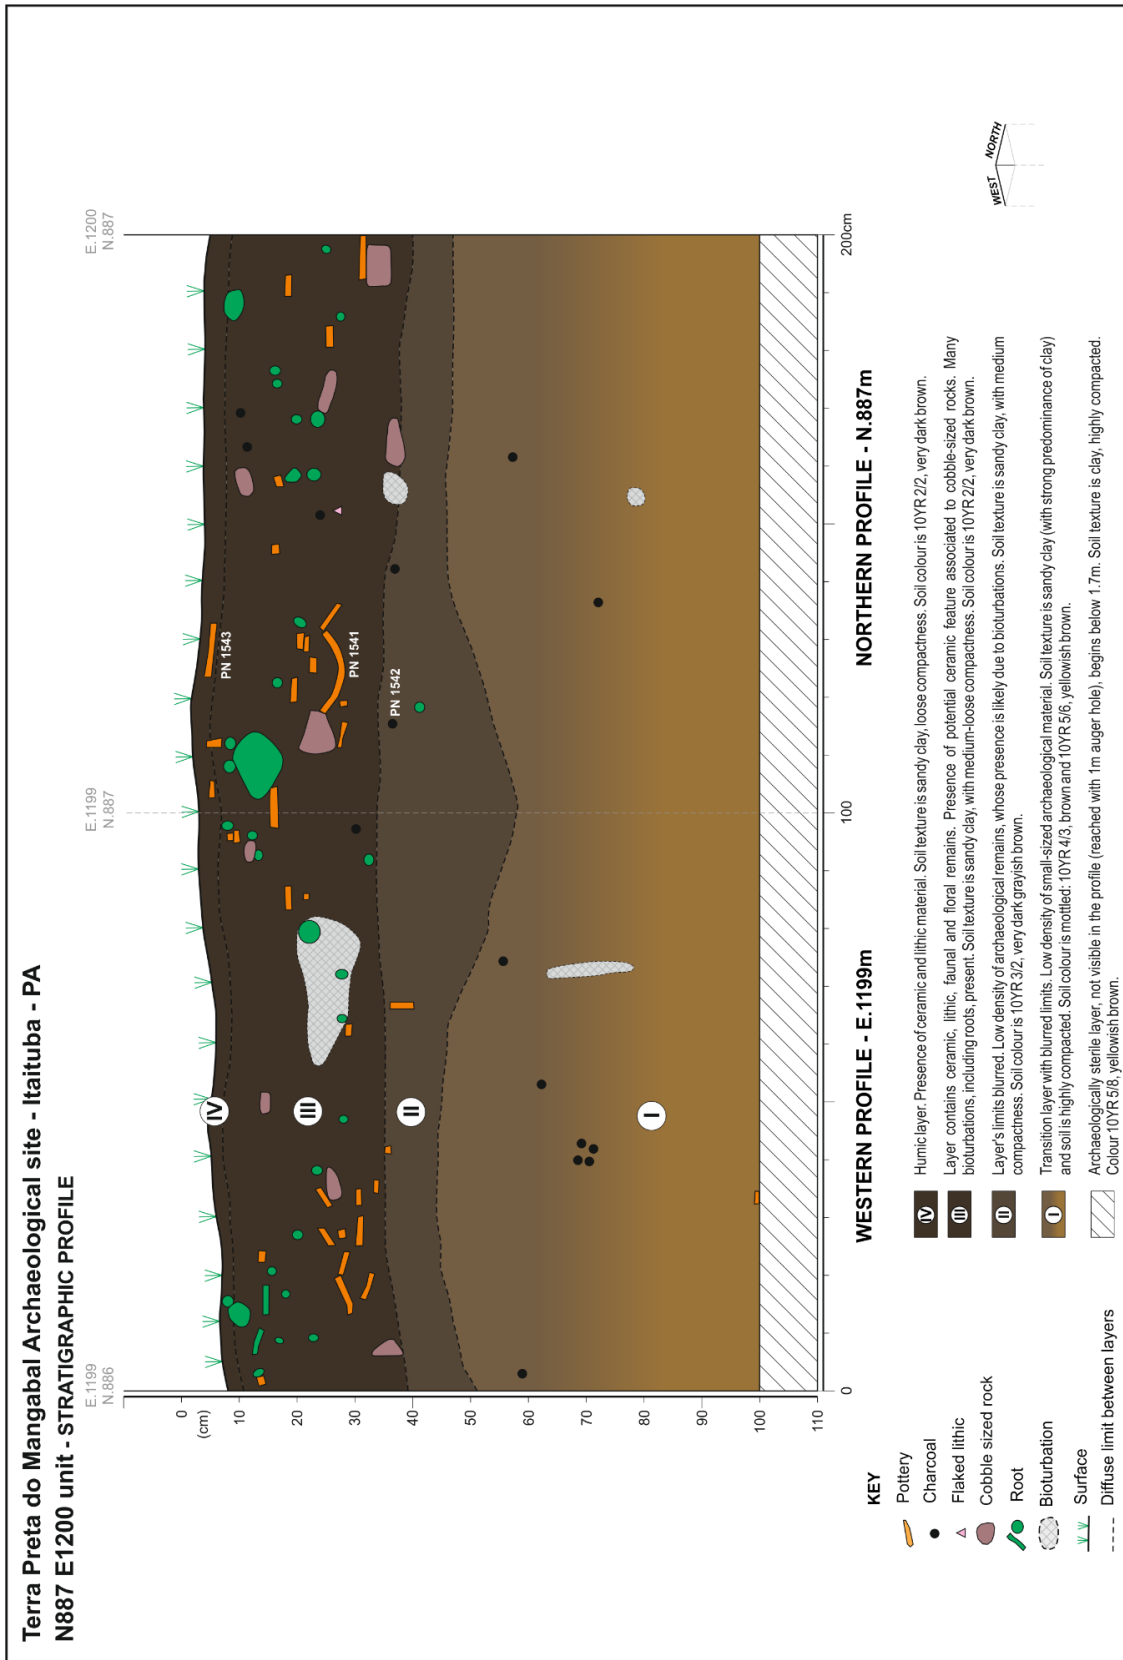 Terra Preta do Mangabal Archaeological site - Itaituba - PA
N887 E1200 unit - STRATIGRAPHIC PROFILE
E.1199
N.886
E.1199
N.887
E.1200
N.887
0
(cm)
10
20
30
40
50
60
70
80
90
100
110
IV
III
II
I
PN 1543
PN 1541
PN 1542
0
100
200cm
WESTERN PROFILE - E.1199m
NORTHERN PROFILE - N.887m
WEST
NORTH
KEY
Pottery
Charcoal
Flaked lithic
Cobble sized rock
Root
Bioturbation
Surface
Diffuse limit between layers
IV
Humic layer. Presence of ceramic and lithic material. Soil texture is sandy clay, loose compactness. Soil colour is 10YR 2/2, very dark brown.
III
Layer contains ceramic, lithic, faunal and floral remains. Presence of potential ceramic feature associated to cobble-sized rocks. Many
bioturbations, including roots, present. Soil texture is sandy clay, with medium-loose compactness. Soil colour is 10YR 2/2, very dark brown.
II
Layer's limits blurred. Low density of archaeological remains, whose presence is likely due to bioturbations. Soil texture is sandy clay, with medium
compactness. Soil colour is 10YR 3/2, very dark grayish brown.
I
Transition layer with blurred limits. Low density of small-sized archaeological material. Soil texture is sandy clay (with strong predominance of clay)
and soil is highly compacted. Soil colour is mottled: 10YR 4/3, brown and 10YR 5/6, yellowish brown.
Archaeologically sterile layer, not visible in the profile (reached with 1m auger hole), begins below 1.7m. Soil texture is clay, highly compacted.
Colour 10YR 5/8, yellowish brown.